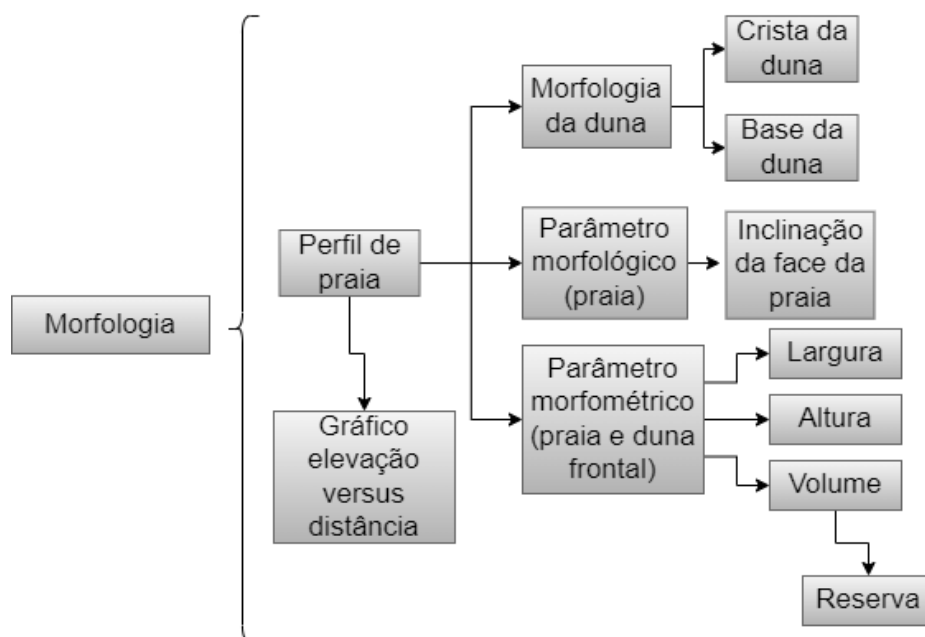 Morfologia
Perfil de
praia
Gráfico
elevação
versus
distância
Morfologia
da duna
Crista da
duna
Base da
duna
Parâmetro
morfológico
(praia)
Inclinação
da face da
praia
Parâmetro
morfométrico
(praia e duna
frontal)
Largura
Altura
Volume
Reserva